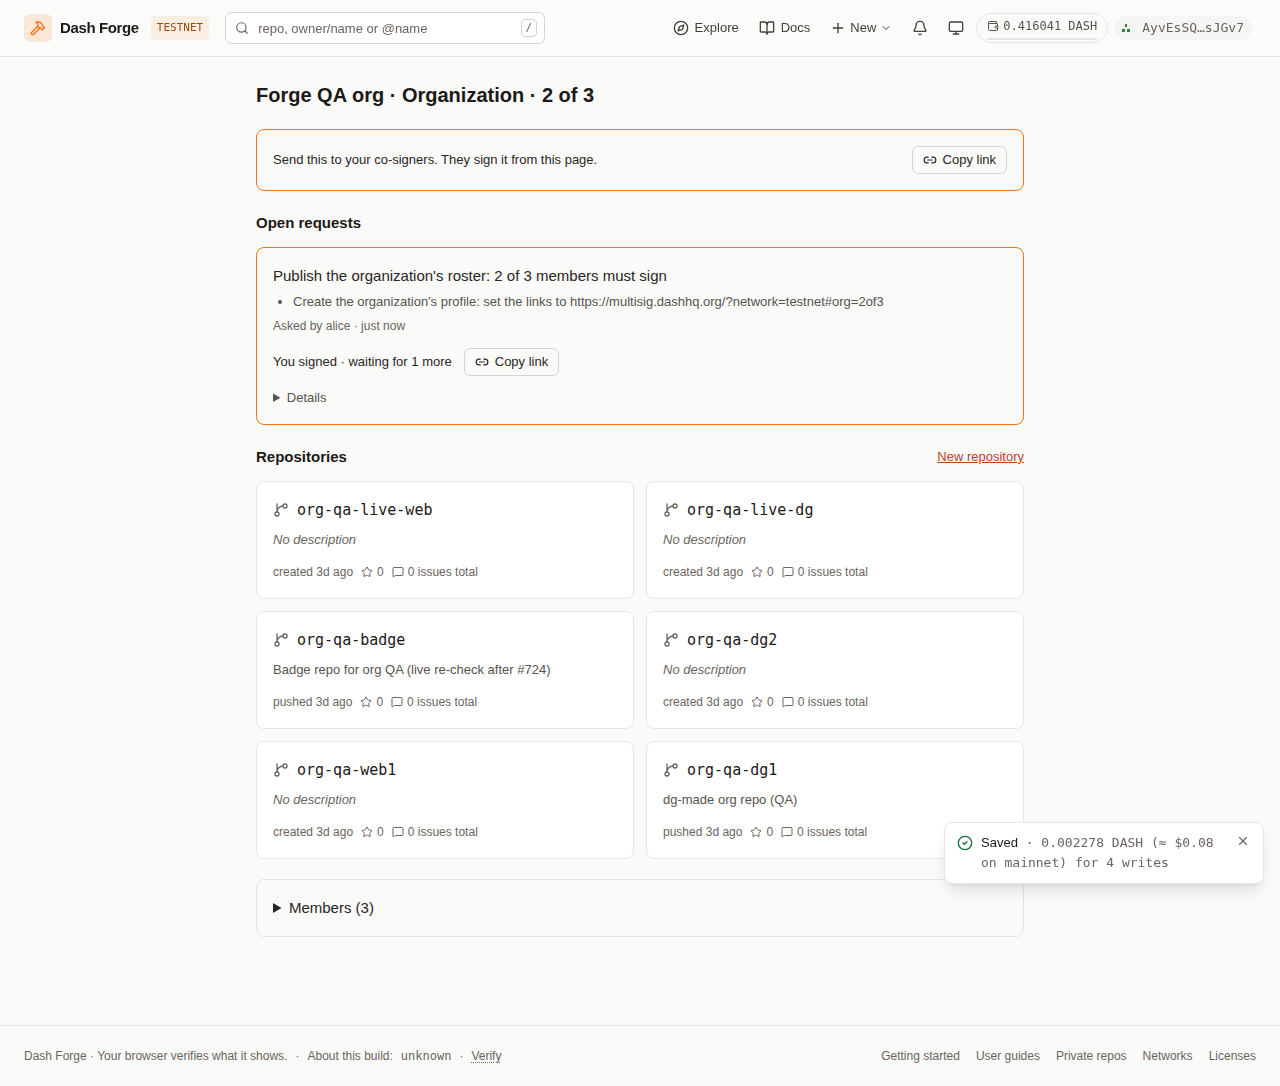 Dash Forge TESTNET repo, owner/name or @name / Explore Docs New 0.416041 DASH AyvEsSQ…sJGv7
Forge QA org · Organization · 2 of 3
Send this to your co-signers. They sign it from this page. Copy link
Open requests
Publish the organization's roster: 2 of 3 members must sign
• Create the organization's profile: set the links to https://multisig.dashhq.org/?network=testnet#org=2of3
Asked by alice · just now
You signed · waiting for 1 more Copy link
Details
Repositories New repository
org-qa-live-web
No description
created 3d ago 0 0 issues total
org-qa-live-dg
No description
created 3d ago 0 0 issues total
org-qa-badge
Badge repo for org QA (live re-check after #724)
pushed 3d ago 0 0 issues total
org-qa-dg2
No description
created 3d ago 0 0 issues total
org-qa-web1
No description
created 3d ago 0 0 issues total
org-qa-dg1
dg-made org repo (QA)
pushed 3d ago 0 0 issues total
Saved · 0.002278 DASH (≈ $0.08
on mainnet) for 4 writes
Members (3)
Dash Forge · Your browser verifies what it shows. · About this build: unknown · Verify Getting started User guides Private repos Networks Licenses